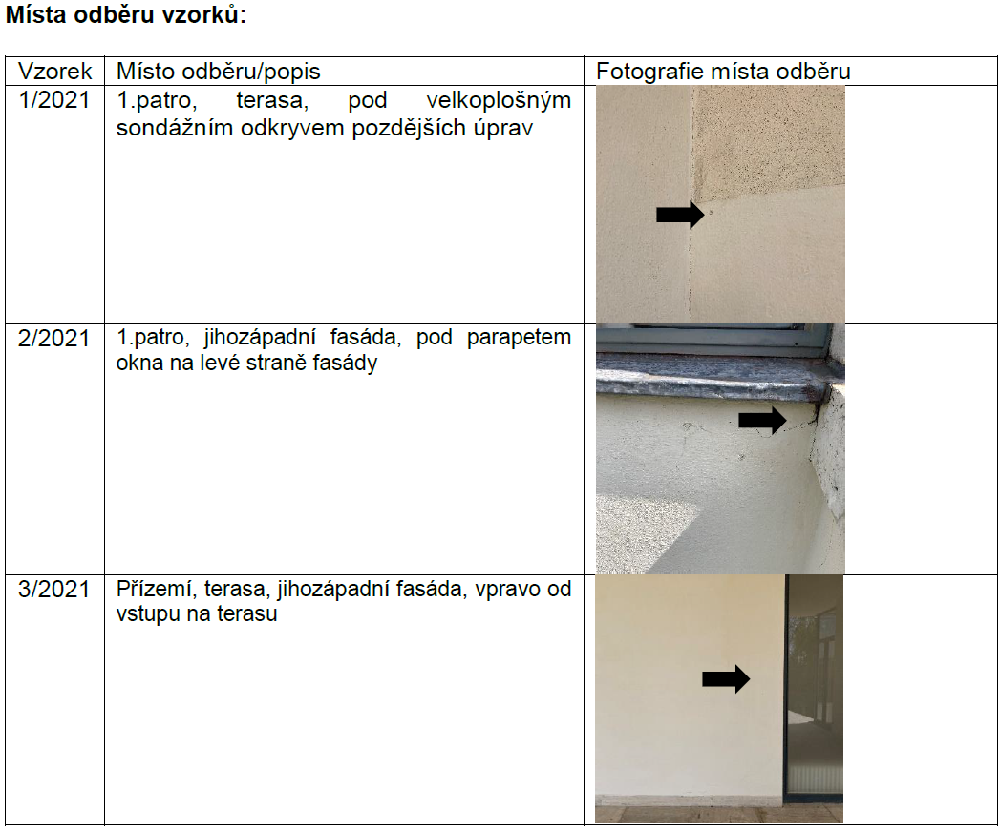 Místa odběru vzorků:
Vzorek Místo odběru/popis Fotografie místa odběru
1/2021 1.patro, terasa, pod velkoplošným
sondážním odkryvem pozdějších úprav
2/2021 1.patro, jihozápadní fasáda, pod parapetem
okna na levé straně fasády
3/2021 Přízemí, terasa, jihozápadní fasáda, vpravo od
vstupu na terasu